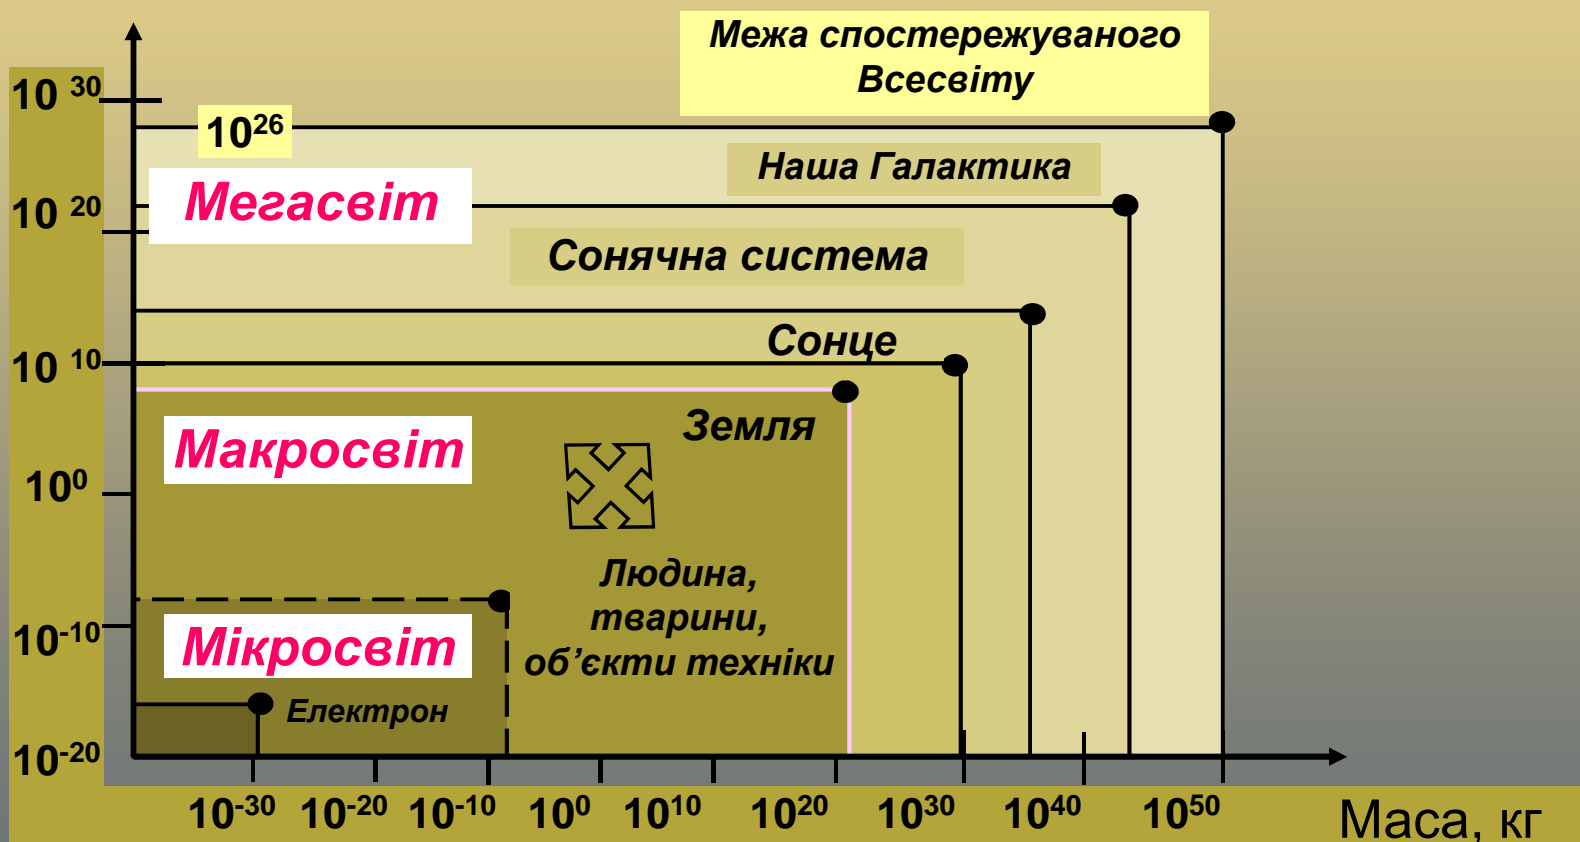 Межа спостережуваного
Всесвіту
10 30
10²⁶
Наша Галактика
Мегасвіт
10 20
Сонячна система
Сонце
10 10
Земля
Макросвіт
10⁰
Людина,
тварини,
об’єкти техніки
10⁻¹⁰
Мікросвіт
Електрон
10⁻²⁰
10⁻³⁰ 10⁻²⁰ 10⁻¹⁰ 10⁰ 10¹⁰ 10²⁰ 10³⁰ 10⁴⁰ 10⁵⁰
Маса, кг